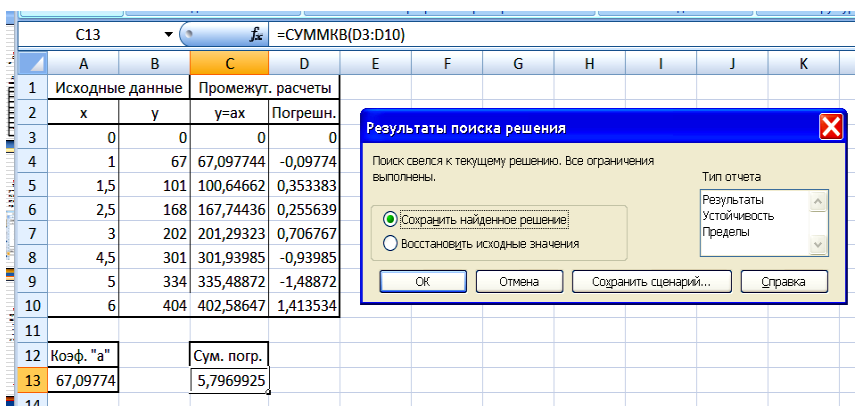 C13 fx =СУММКВ(D3:D10)
A B C D E F G H I J K
1 Исходные данные Промежут. расчеты
2 x y y=ax Погрешн.
3 0 0 0 0
4 1 67 67,097744 -0,09774
5 1,5 101 100,64662 0,353383
6 2,5 168 167,74436 0,255639
7 3 202 201,29323 0,706767
8 4,5 301 301,93985 -0,93985
9 5 334 335,48872 -1,48872
10 6 404 402,58647 1,413534
11
12 Коэф. "a" Сум. погр.
13 67,09774 5,7969925
14
Результаты поиска решения
Поиск свелся к текущему решению. Все ограничения
выполнены.
Тип отчета
Результаты
Устойчивость
Пределы
Сохранить найденное решение
Восстановить исходные значения
ОК Отмена Сохранить сценарий... Справка